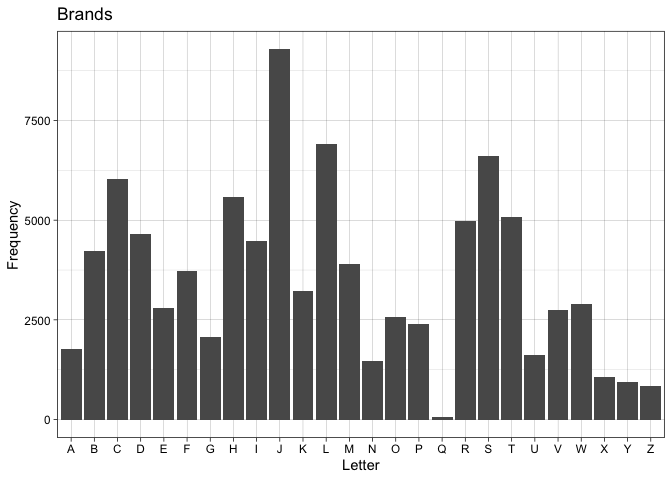 Brands
Frequency
7500
5000
2500
0
A B C D E F G H I J K L M N O P Q R S T U V W X Y Z
Letter